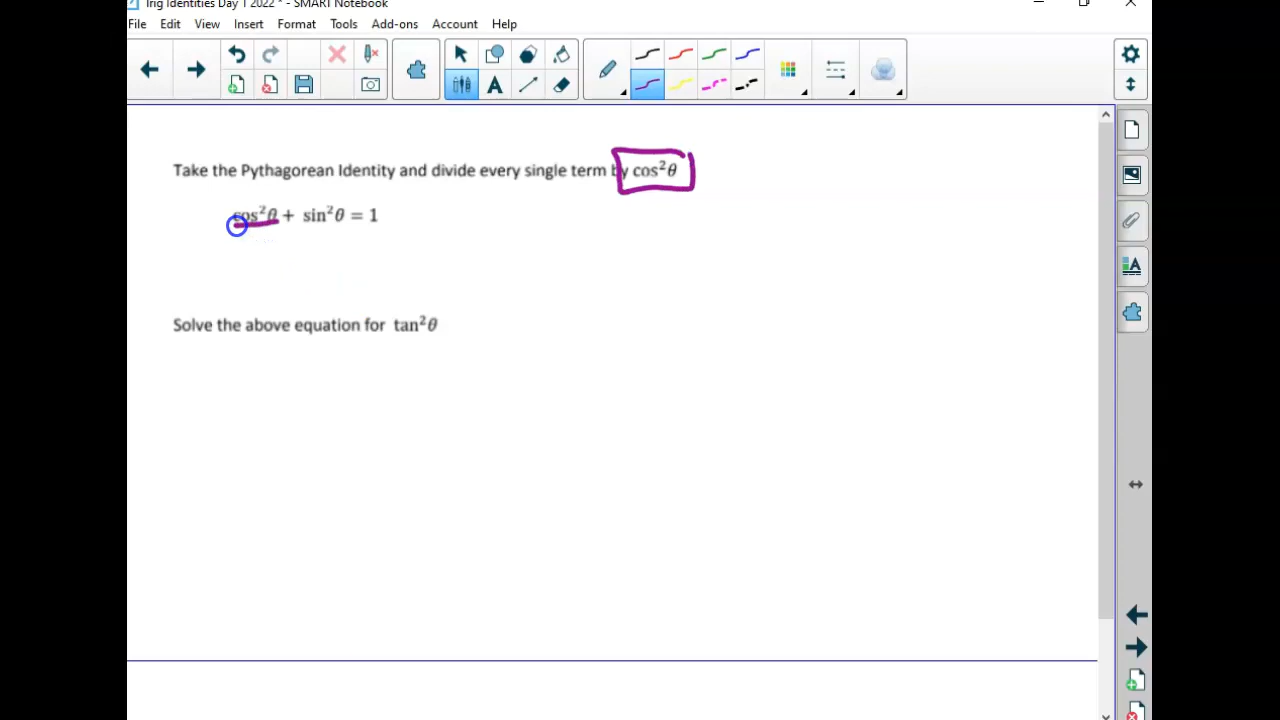 Trig Identities Day 1 2022 * - SMART Notebook
File Edit View Insert Format Tools Add-ons Account Help
Take the Pythagorean Identity and divide every single term by cos²θ
cos²θ + sin²θ = 1
Solve the above equation for tan²θ